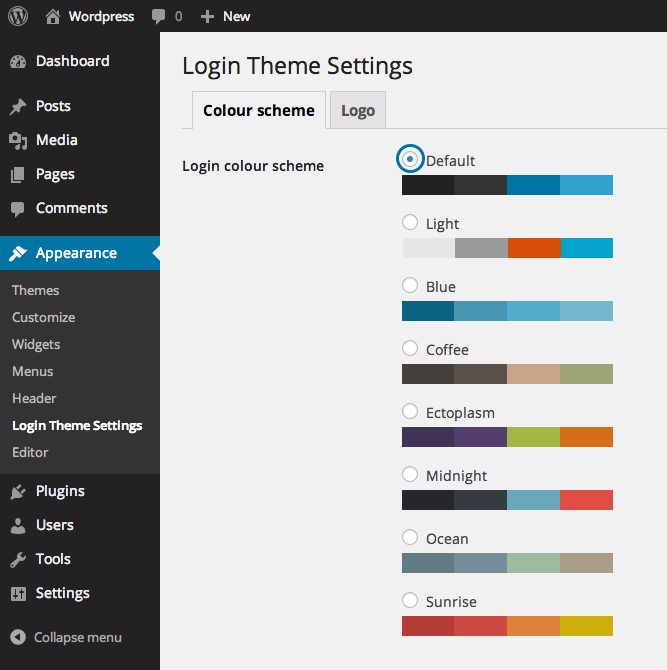 Wordpress 0 New
Dashboard
Posts
Media
Pages
Comments
Appearance
Themes
Customize
Widgets
Menus
Header
Login Theme Settings
Editor
Plugins
Users
Tools
Settings
Collapse menu
Login Theme Settings
Colour scheme Logo
Login colour scheme
Default
Light
Blue
Coffee
Ectoplasm
Midnight
Ocean
Sunrise